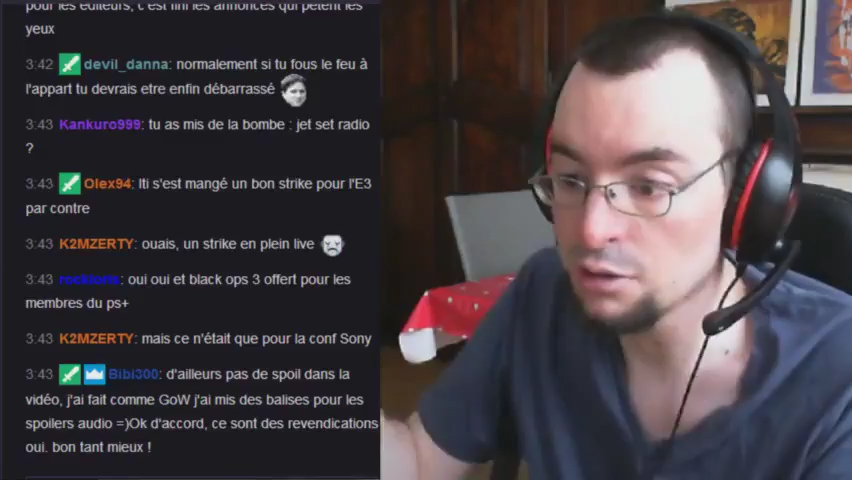 pour les éditeurs, c'est fini les annonces qui pètent les
yeux
3:42 devil_danna: normalement si tu fous le feu à
l'appart tu devrais etre enfin débarrassé
3:43 Kankuro999: tu as mis de la bombe : jet set radio
?
3:43 Olex94: Iti s'est mangé un bon strike pour l'E3
par contre
3:43 K2MZERTY: ouais, un strike en plein live
3:43 : oui oui et black ops 3 offert pour les
membres du ps+
3:43 K2MZERTY: mais ce n'était que pour la conf Sony
3:43 Bibi300: d'ailleurs pas de spoil dans la
vidéo, j'ai fait comme GoW j'ai mis des balises pour les
spoilers audio =)Ok d'accord, ce sont des revendications
oui. bon tant mieux !